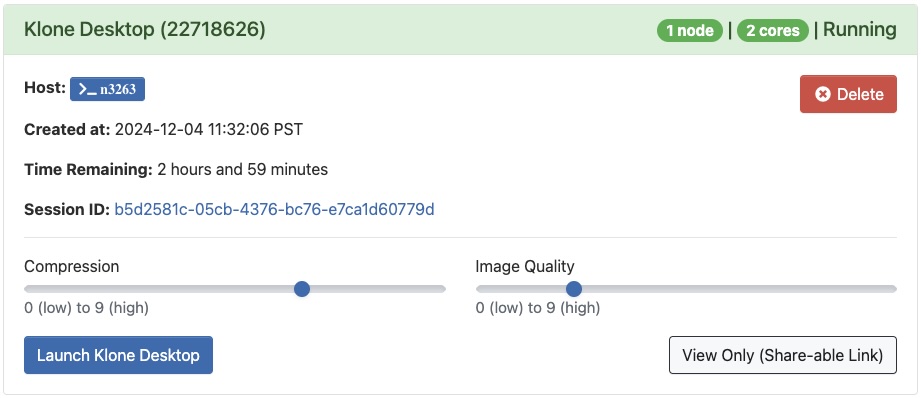 Klone Desktop (22718626) 1 node | 2 cores | Running
Host: >_ n3263
Delete
Created at: 2024-12-04 11:32:06 PST
Time Remaining: 2 hours and 59 minutes
Session ID: b5d2581c-05cb-4376-bc76-e7ca1d60779d
Compression
0 (low) to 9 (high)
Image Quality
0 (low) to 9 (high)
Launch Klone Desktop
View Only (Share-able Link)